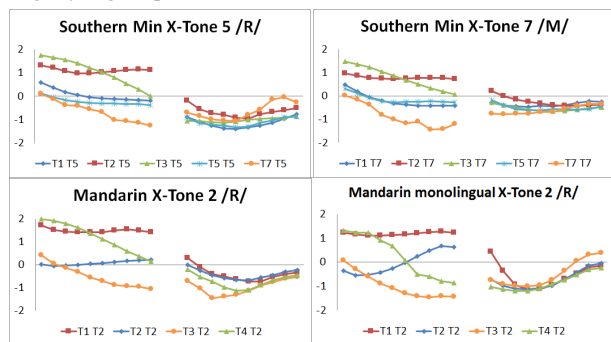 Southern Min X-Tone 5 /R/
2
1
0
-1
-2
T1 T5 T2 T5 T3 T5 T5 T5 T7 T5
Southern Min X-Tone 7 /M/
2
1
0
-1
-2
T1 T7 T2 T7 T3 T7 T5 T7 T7 T7
Mandarin X-Tone 2 /R/
2
1
0
-1
-2
T1 T2 T2 T2 T3 T2 T4 T2
Mandarin monolingual X-Tone 2 /R/
2
1
0
-1
-2
T1 T2 T2 T2 T3 T2 T4 T2